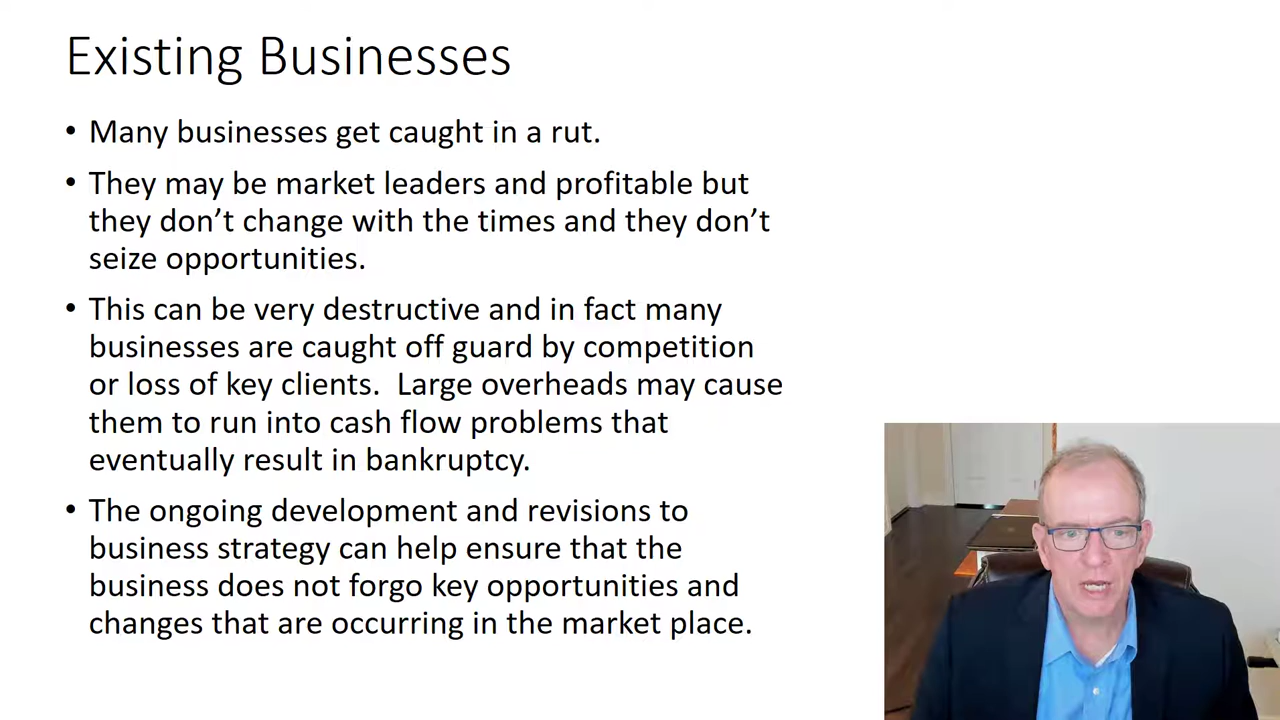 Existing Businesses
• Many businesses get caught in a rut.
• They may be market leaders and profitable but
they don't change with the times and they don't
seize opportunities.
• This can be very destructive and in fact many
businesses are caught off guard by competition
or loss of key clients.  Large overheads may cause
them to run into cash flow problems that
eventually result in bankruptcy.
• The ongoing development and revisions to
business strategy can help ensure that the
business does not forgo key opportunities and
changes that are occurring in the market place.